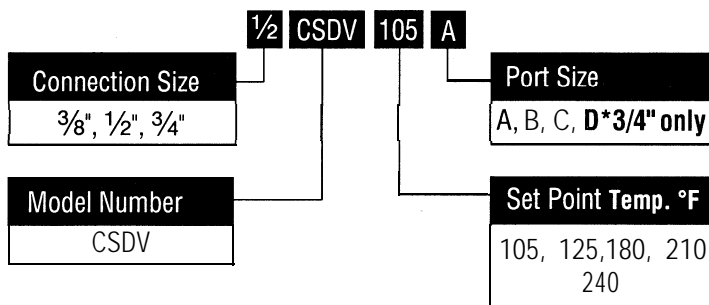 ½ CSDV 105 A
Connection Size
⅜", ½", ¾"
Port Size
A, B, C, D*3/4" only
Model Number
CSDV
Set Point Temp. °F
105, 125,180, 210
240